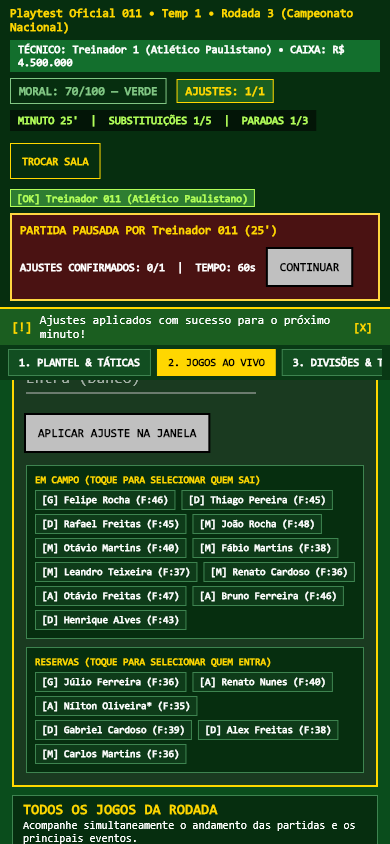 Playtest Oficial 011 • Temp 1 • Rodada 3 (Campeonato
Nacional)
TÉCNICO: Treinador 1 (Atlético Paulistano) • CAIXA: R$
4.500.000
MORAL: 70/100 — VERDE
AJUSTES: 1/1
MINUTO 25' | SUBSTITUIÇÕES 1/5 | PARADAS 1/3
TROCAR SALA
[OK] Treinador 011 (Atlético Paulistano)
PARTIDA PAUSADA POR Treinador 011 (25')
AJUSTES CONFIRMADOS: 0/1 | TEMPO: 60s
CONTINUAR
[!] Ajustes aplicados com sucesso para o próximo
minuto!
[X]
1. PLANTEL & TÁTICAS
2. JOGOS AO VIVO
3. DIVISÕES & T
Entra (Banco)
APLICAR AJUSTE NA JANELA
EM CAMPO (TOQUE PARA SELECIONAR QUEM SAI)
[G] Felipe Rocha (F:46)
[D] Thiago Pereira (F:45)
[D] Rafael Freitas (F:45)
[M] João Rocha (F:48)
[M] Otávio Martins (F:40)
[M] Fábio Martins (F:38)
[M] Leandro Teixeira (F:37)
[M] Renato Cardoso (F:36)
[A] Otávio Freitas (F:47)
[A] Bruno Ferreira (F:46)
[D] Henrique Alves (F:43)
RESERVAS (TOQUE PARA SELECIONAR QUEM ENTRA)
[G] Júlio Ferreira (F:36)
[A] Renato Nunes (F:40)
[A] Nílton Oliveira* (F:35)
[D] Gabriel Cardoso (F:39)
[D] Alex Freitas (F:38)
[M] Carlos Martins (F:36)
TODOS OS JOGOS DA RODADA
Acompanhe simultaneamente o andamento das partidas e os
principais eventos.